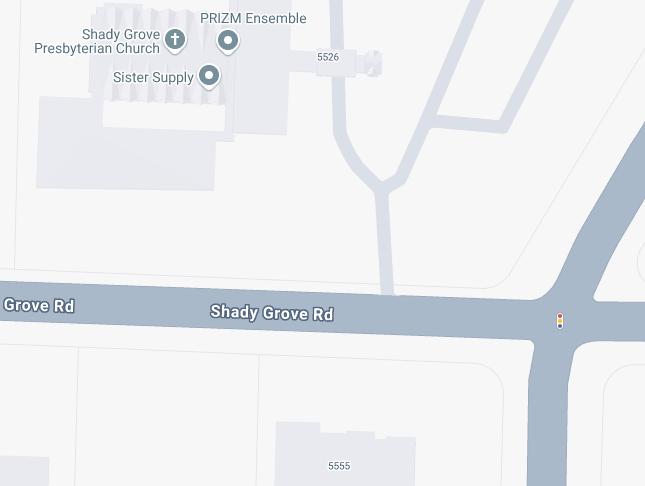 PRIZM Ensemble
Shady Grove
Presbyterian Church
5526
Sister Supply
Grove Rd
Shady Grove Rd
5555